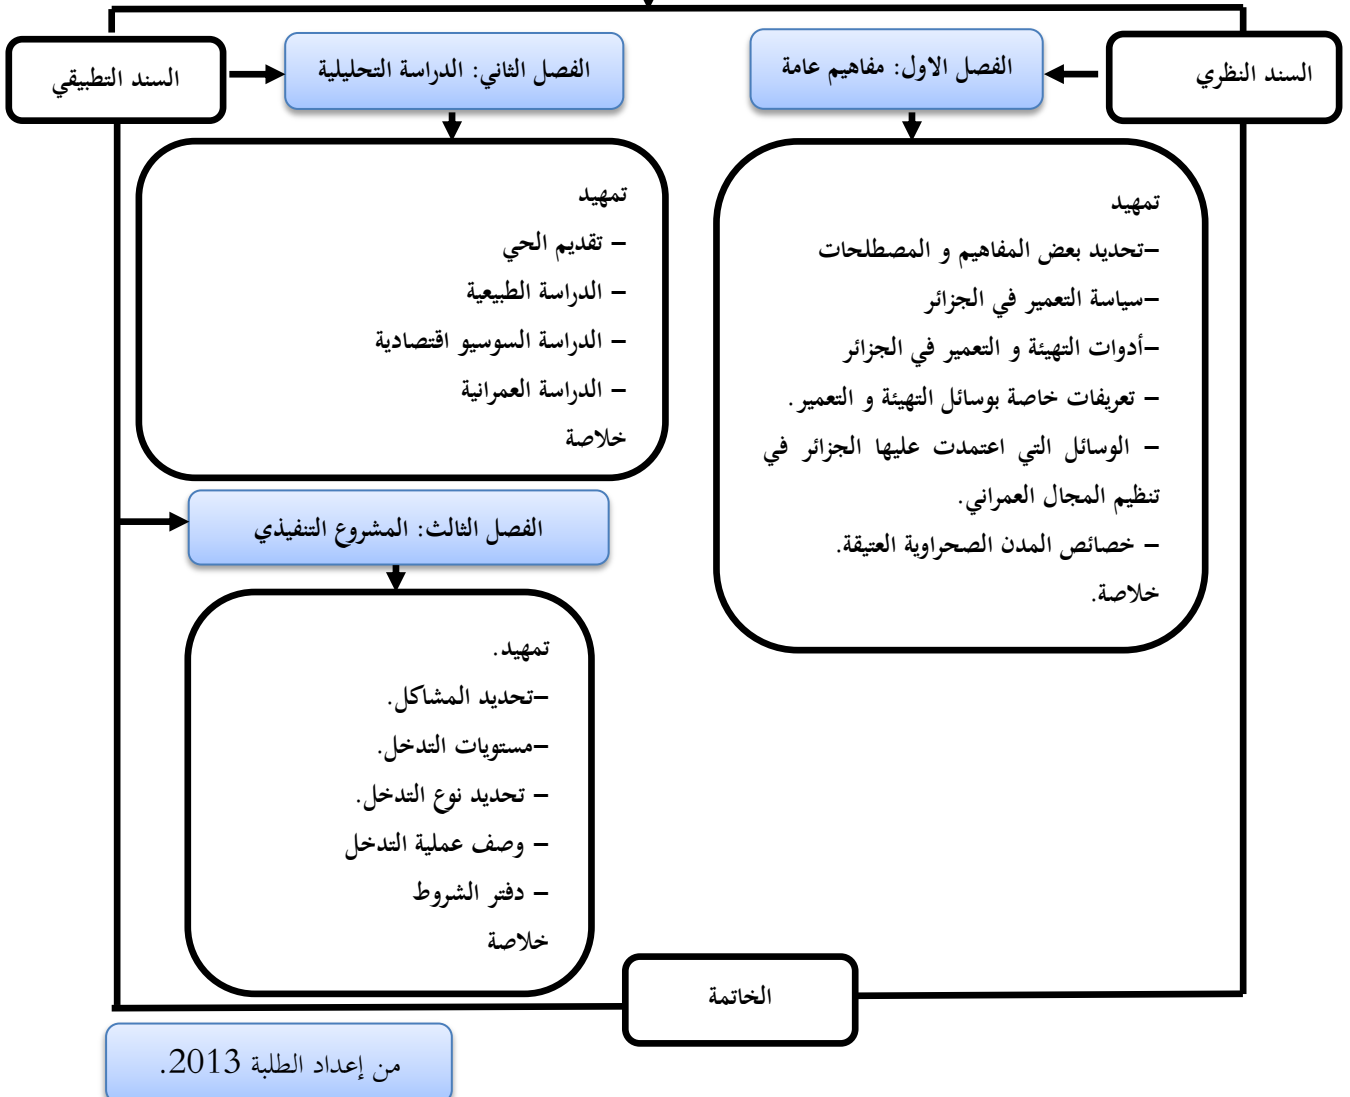 السند النظري
الفصل الاول: مفاهيم عامة
تمهيد
–تحديد بعض المفاهيم و المصطلحات
–سياسة التعمير في الجزائر
–أدوات التهيئة و التعمير في الجزائر
– تعريفات خاصة بوسائل التهيئة و التعمير.
– الوسائل التي اعتمدت عليها الجزائر في
تنظيم المجال العمراني.
– خصائص المدن الصحراوية العتيقة.
خلاصة.
السند التطبيقي
الفصل الثاني: الدراسة التحليلية
تمهيد
– تقديم الحي
– الدراسة الطبيعية
– الدراسة السوسيو اقتصادية
– الدراسة العمرانية
خلاصة
الفصل الثالث: المشروع التنفيذي
تمهيد.
–تحديد المشاكل.
–مستويات التدخل.
– تحديد نوع التدخل.
– وصف عملية التدخل
– دفتر الشروط
خلاصة
الخاتمة
من إعداد الطلبة 2013.